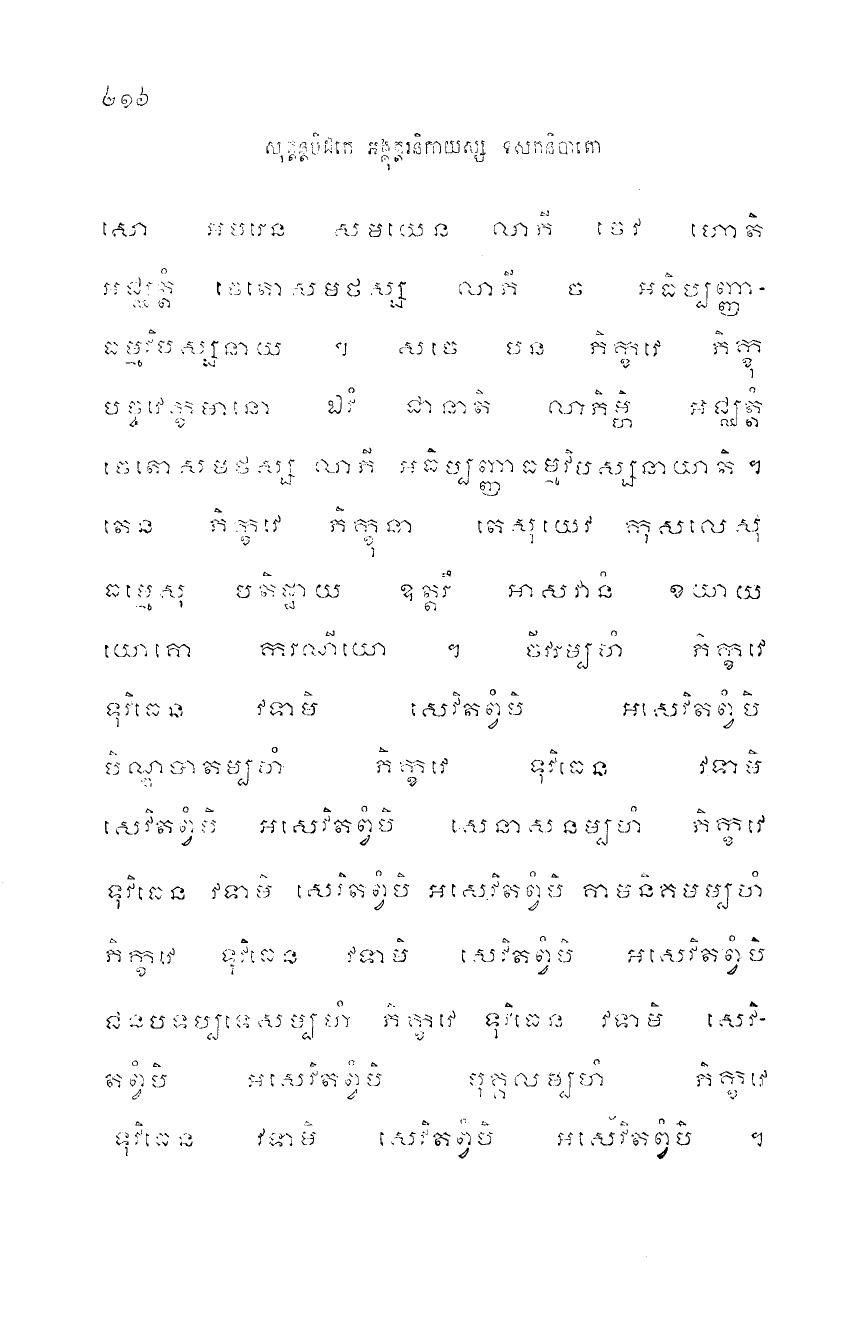 ២១៦
សុត្តន្តបិដកេ អង្គុត្តរនិកាយស្ស ទសកនិបាតោ
សោ អបរេន សមយេន លាភី ចេវ ហោតិ
អជ្ឈត្តំ ចេតោសមថស្ស លាភី ច អធិប្បញ្ញា-
ធម្មវិបស្សនាយ ។ សចេ បន ភិក្ខវេ ភិក្ខុ
បច្ចវេក្ខមានោ ឯវំ ជានាតិ លាភិម្ហិ អជ្ឈត្តំ
ចេតោសមថស្ស លាភី អធិប្បញ្ញាធម្មវិបស្សនាយាតិ ។
តេន ភិក្ខវេ ភិក្ខុនា តេសុយេវ កុសលេសុ
ធម្មេសុ បតិដ្ឋាយ ឧត្តរឹ អាសវានំ ខយាយ
យោគោ ករណីយោ ។ ចីវរម្បហំ ភិក្ខវេ
ទុវិធេន វទាមិ សេវិតព្វំបិ អសេវិតព្វំបិ
បិណ្ឌបាតម្បហំ ភិក្ខវេ ទុវិធេន វទាមិ
សេវិតព្វំបិ អសេវិតព្វំបិ សេនាសនម្បហំ ភិក្ខវេ
ទុវិធេន វទាមិ សេវិតព្វំបិ អសេវិតព្វំបិ គាមនិគមម្បហំ
ភិក្ខវេ ទុវិធេន វទាមិ សេវិតព្វំបិ អសេវិតព្វំបិ
ជនបទប្បទេសម្បហំ ភិក្ខវេ ទុវិធេន វទាមិ សេវិ-
តព្វំបិ អសេវិតព្វំបិ បុគ្គលម្បហំ ភិក្ខវេ
ទុវិធេន វទាមិ សេវិតព្វំបិ អសេវិតព្វំបិ ។